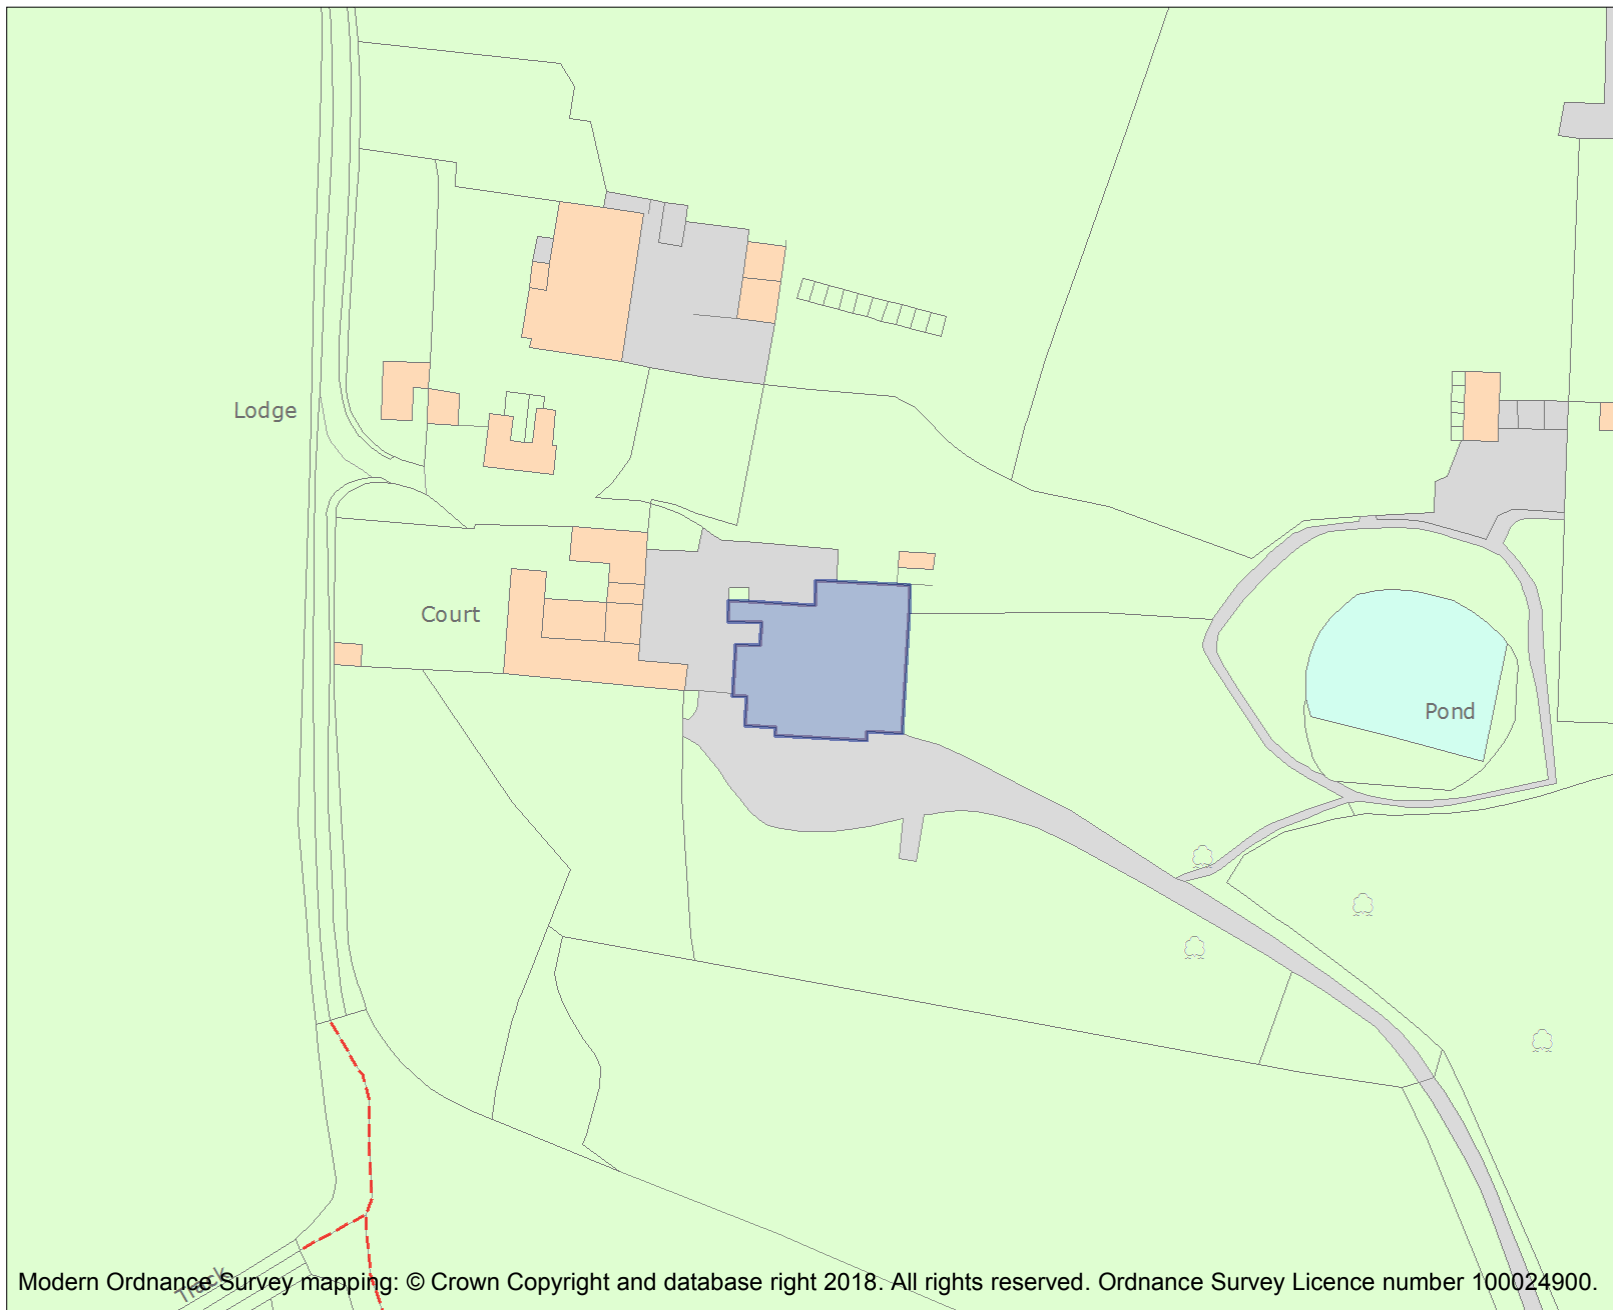 Lodge
Court
Pond
Track
Modern Ordnance Survey mapping: © Crown Copyright and database right 2018. All rights reserved. Ordnance Survey Licence number 100024900.